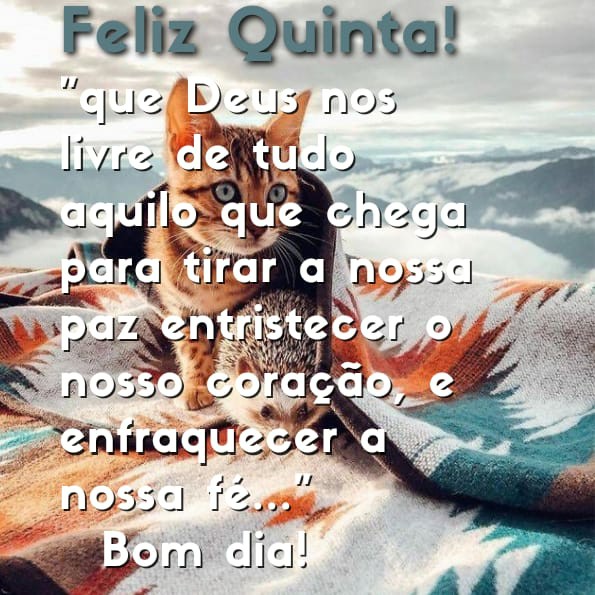 Feliz Quinta!
"que Deus nos
livre de tudo
aquilo que chega
para tirar a nossa
paz entristecer o
nosso coração, e
enfraquecer a
nossa fé..."
Bom dia!